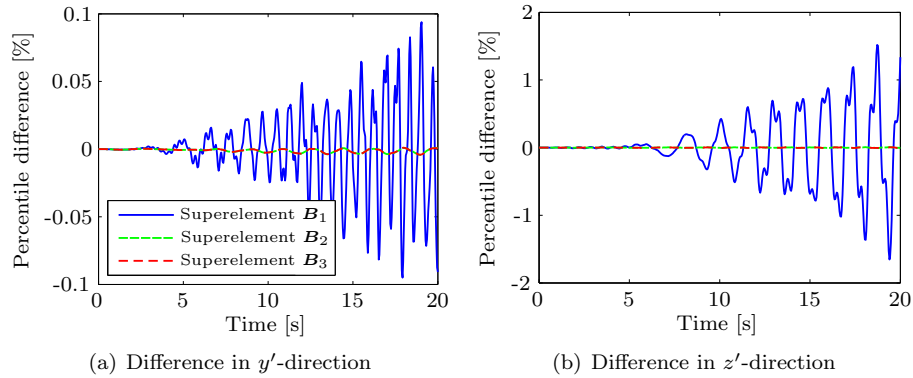 Percentile difference [%]
0.1
0.05
0
-0.05
-0.1
Superelement B1
Superelement B2
Superelement B3
0 5 10 15 20
Time [s]
(a) Difference in y′-direction
Percentile difference [%]
2
1
0
-1
-2
0 5 10 15 20
Time [s]
(b) Difference in z′-direction